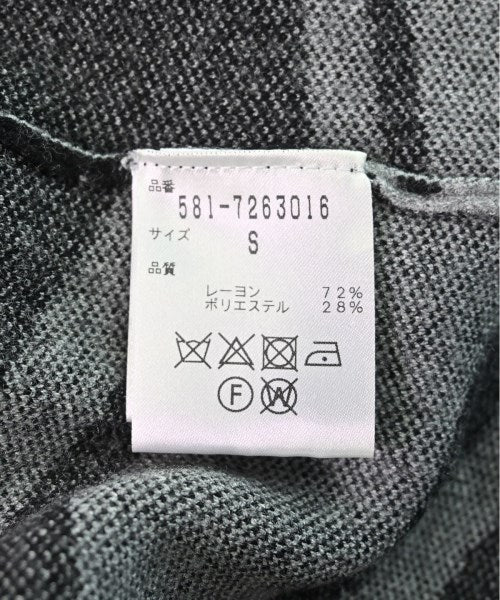 品番
581-7263016
サイズ S
品質
レーヨン 72%
ポリエステル 28%
F W